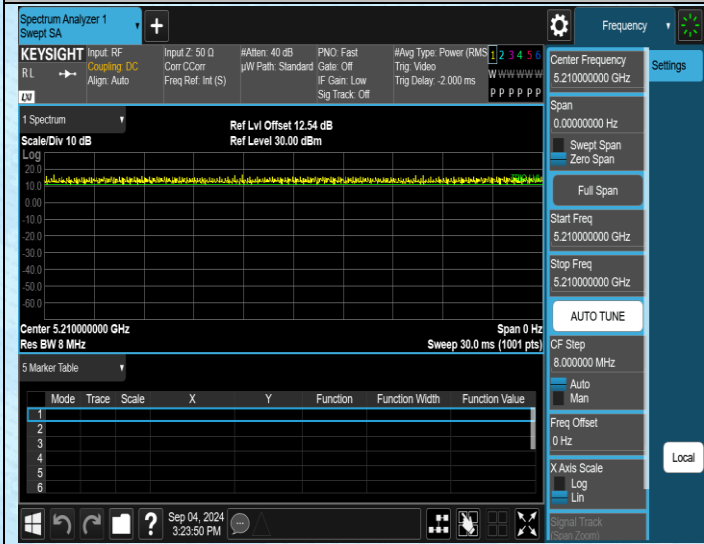 Spectrum Analyzer 1
Swept SA
Frequency
KEYSIGHT
RL
LXI
Input: RF
Coupling: DC
Align: Auto
Input Z: 50 Ω
Corr CCorr
Freq Ref: Int (S)
#Atten: 40 dB
µW Path: Standard
PNO: Fast
Gate: Off
IF Gain: Low
Sig Track: Off
#Avg Type: Power (RMS
Trig: Video
Trig Delay: -2.000 ms
1 2 3 4 5 6
W W W W W W
P P P P P P
Center Frequency
5.210000000 GHz
Settings
Span
0.00000000 Hz
Swept Span
Zero Span
Full Span
Start Freq
5.210000000 GHz
Stop Freq
5.210000000 GHz
AUTO TUNE
CF Step
8.000000 MHz
Auto
Man
Freq Offset
0 Hz
X Axis Scale
Log
Lin
Signal Track
(Span Zoom)
Local
1 Spectrum
Scale/Div 10 dB
Ref Lvl Offset 12.54 dB
Ref Level 30.00 dBm
Log
20.0
10.0
0.00
-10.0
-20.0
-30.0
-40.0
-50.0
-60.0
Center 5.210000000 GHz
Span 0 Hz
Res BW 8 MHz
Sweep 30.0 ms (1001 pts)
5 Marker Table
Mode Trace Scale X Y Function Function Width Function Value
1
2
3
4
5
6
?
Sep 04, 2024
3:23:50 PM